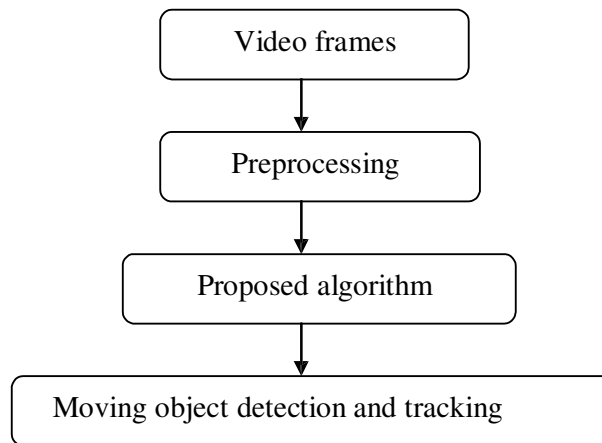 Video frames
Preprocessing
Proposed algorithm
Moving object detection and tracking